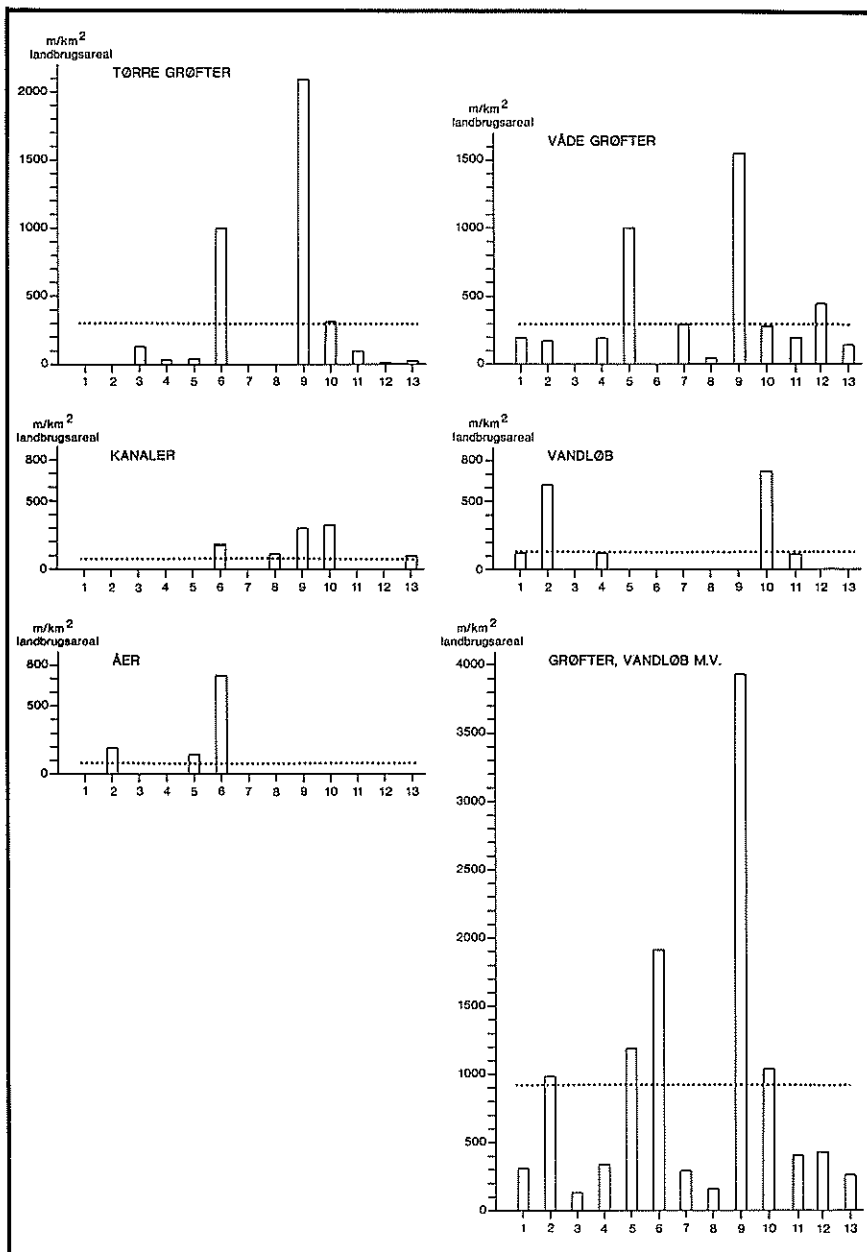 m/km²
landbrugsareal
TØRRE GRØFTER
2000
1500
1000
500
0
1 2 3 4 5 6 7 8 9 10 11 12 13
m/km²
landbrugsareal
VÅDE GRØFTER
1500
1000
500
0
1 2 3 4 5 6 7 8 9 10 11 12 13
m/km²
landbrugsareal
KANALER
800
500
0
1 2 3 4 5 6 7 8 9 10 11 12 13
m/km²
landbrugsareal
VANDLØB
800
500
0
1 2 3 4 5 6 7 8 9 10 11 12 13
m/km²
landbrugsareal
ÅER
800
500
0
1 2 3 4 5 6 7 8 9 10 11 12 13
m/km²
landbrugsareal
GRØFTER, VANDLØB M.V.
4000
3500
3000
2500
2000
1500
1000
500
0
1 2 3 4 5 6 7 8 9 10 11 12 13